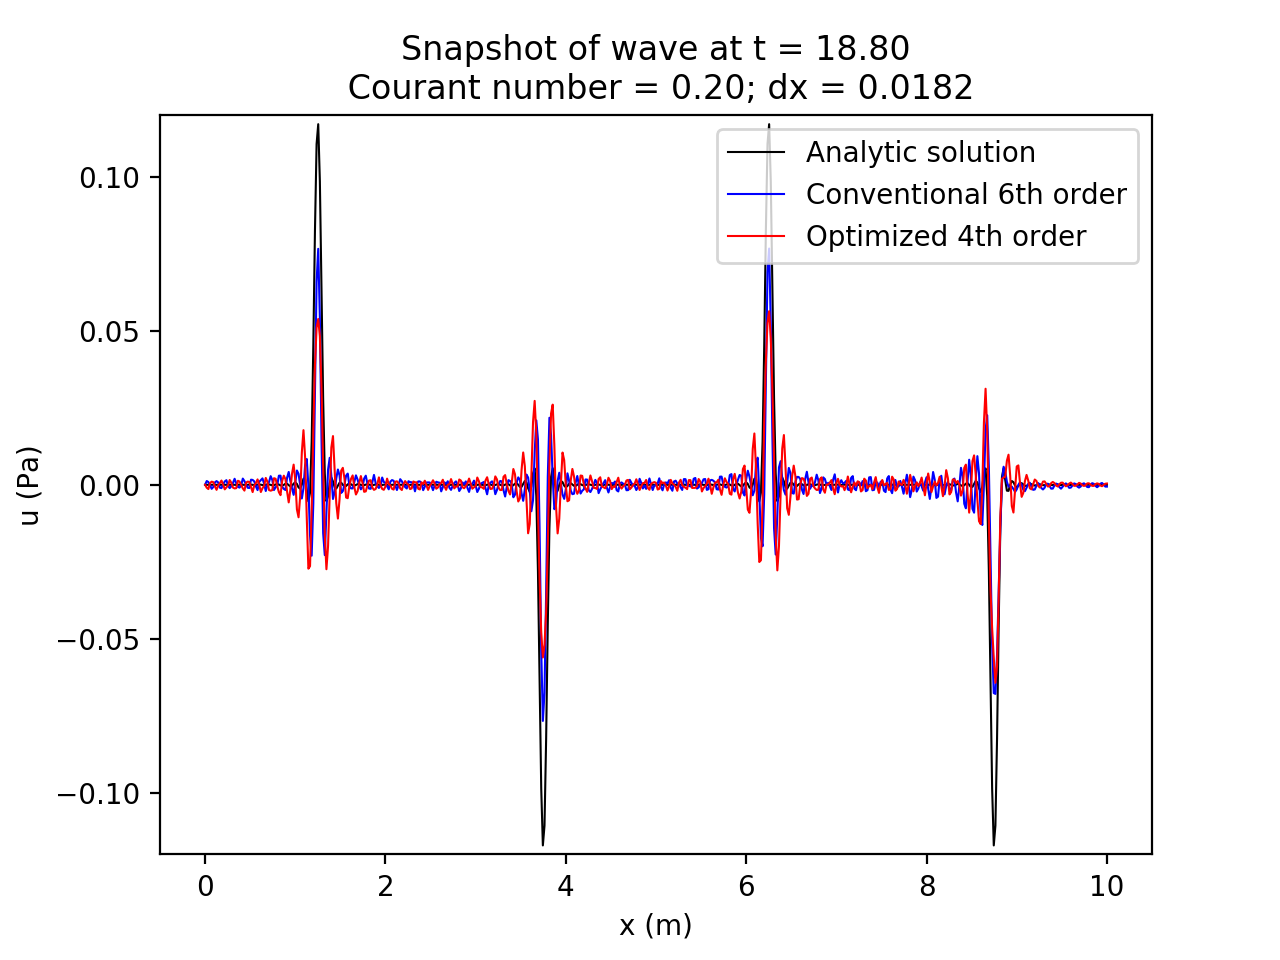 Snapshot of wave at t = 18.80
Courant number = 0.20; dx = 0.0182
Analytic solution
Conventional 6th order
Optimized 4th order
0.10
0.05
0.00
−0.05
−0.10
u (Pa)
0 2 4 6 8 10
x (m)